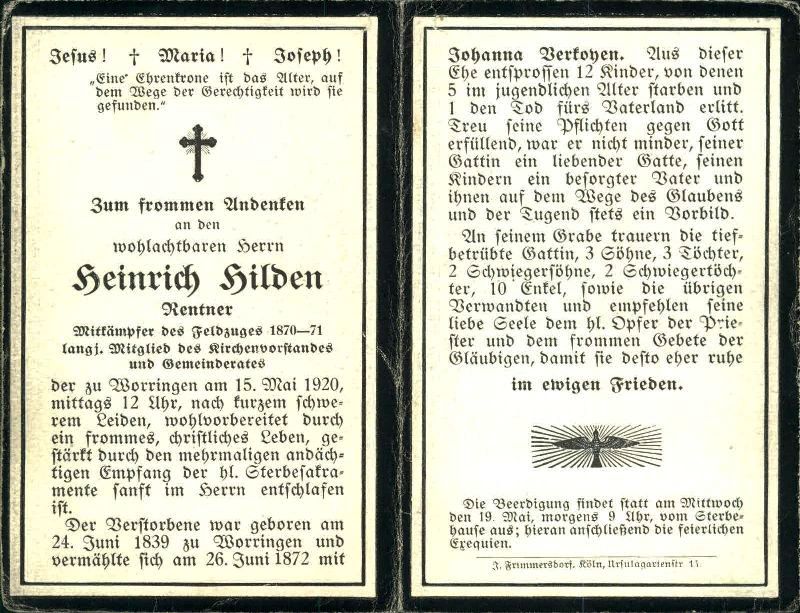 Jesus! † Maria! † Joseph!
„Eine Ehrenkrone ist das Alter, auf
dem Wege der Gerechtigkeit wird sie
gefunden.“
Zum frommen Andenken
an den
wohlachtbaren Herrn
Heinrich Hilden
Rentner
Mitkämpfer des Feldzuges 1870—71
langj. Mitglied des Kirchenvorstandes
und Gemeinderates
der zu Worringen am 15. Mai 1920,
mittags 12 Uhr, nach kurzem schwe-
rem Leiden, wohlvorbereitet durch
ein frommes, christliches Leben, ge-
stärkt durch den mehrmaligen andäch-
tigen Empfang der hl. Sterbesakra-
mente sanft im Herrn entschlafen
ist.
Der Verstorbene war geboren am
24. Juni 1839 zu Worringen und
vermählte sich am 26. Juni 1872 mit
Johanna Verkoyen. Aus dieser
Ehe entsprossen 12 Kinder, von denen
5 im jugendlichen Alter starben und
1 den Tod fürs Vaterland erlitt.
Treu seine Pflichten gegen Gott
erfüllend, war er nicht minder, seiner
Gattin ein liebender Gatte, seinen
Kindern ein besorgter Vater und
ihnen auf dem Wege des Glaubens
und der Tugend stets ein Vorbild.
An seinem Grabe trauern die tief-
betrübte Gattin, 3 Söhne, 3 Töchter,
2 Schwiegersöhne, 2 Schwiegertöch-
ter, 10 Enkel, sowie die übrigen
Verwandten und empfehlen seine
liebe Seele dem hl. Opfer der Prie-
ster und dem frommen Gebete der
Gläubigen, damit sie desto eher ruhe
im ewigen Frieden.
Die Beerdigung findet statt am Mittwoch
den 19. Mai, morgens 9 Uhr, vom Sterbe-
hause aus; hieran anschließend die feierlichen
Exequien.
J. Frimmersdorf, Köln, Ursulagartenstr 15.